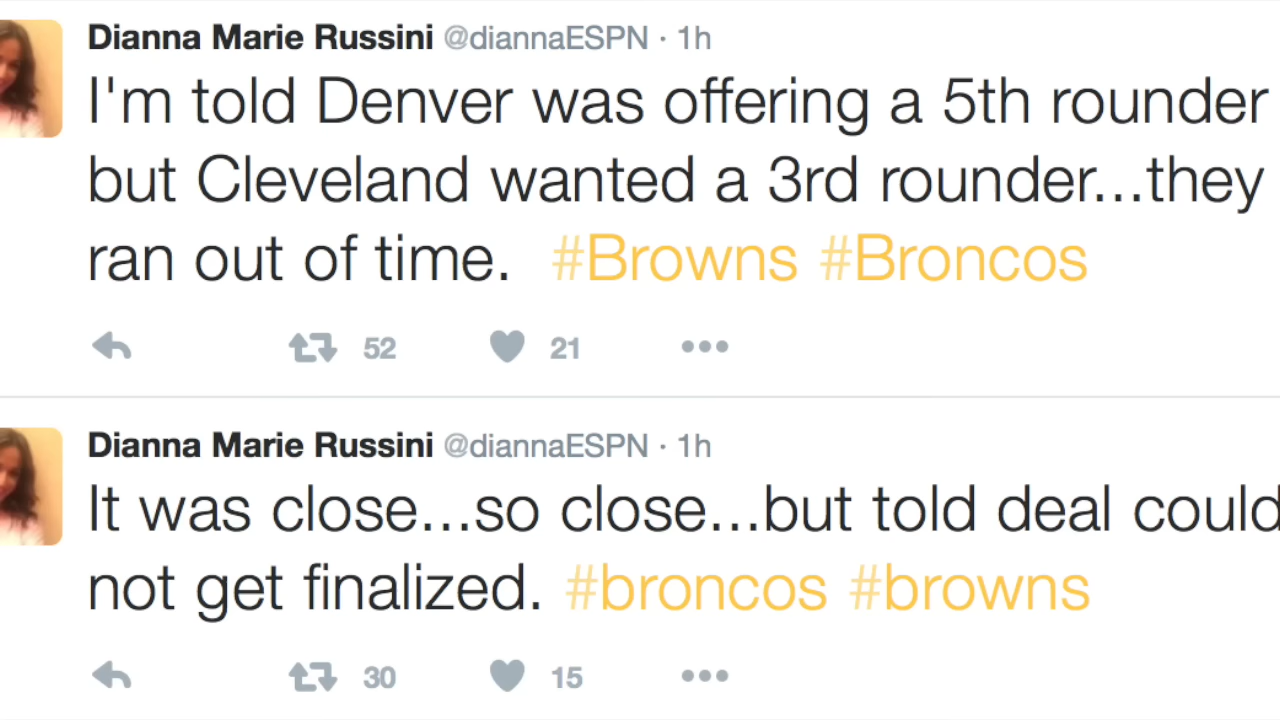 Dianna Marie Russini @diannaESPN · 1h
I'm told Denver was offering a 5th rounder
but Cleveland wanted a 3rd rounder...they
ran out of time. #Browns #Broncos
52 21
Dianna Marie Russini @diannaESPN · 1h
It was close...so close...but told deal could
not get finalized. #broncos #browns
30 15